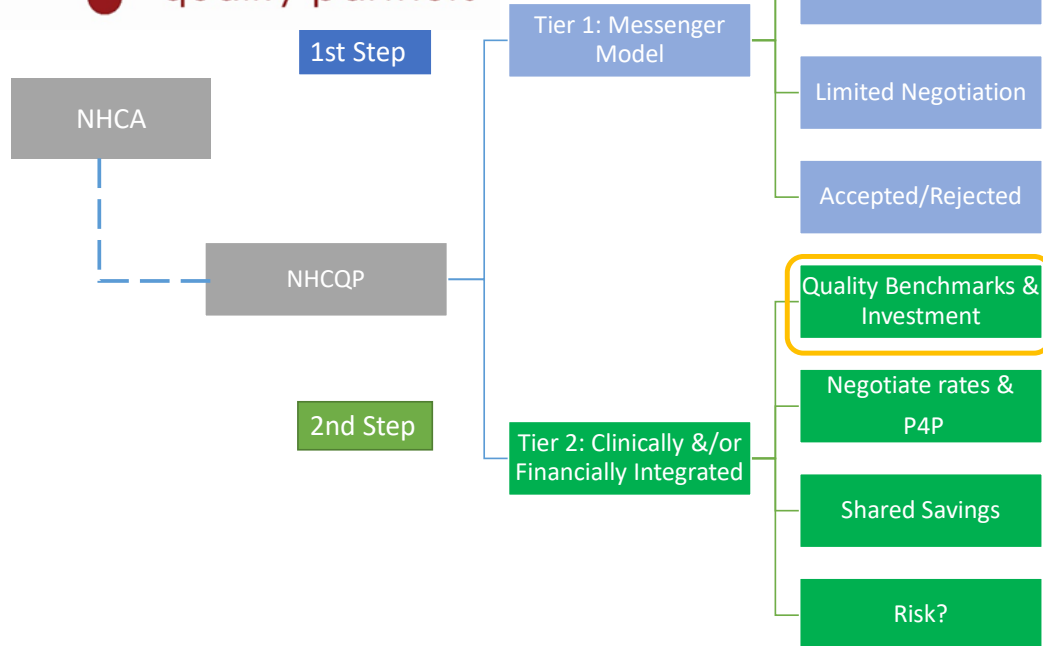 1st Step
Tier 1: Messenger
Model
NHCA
Limited Negotiation
Accepted/Rejected
NHCQP
Quality Benchmarks &
Investment
2nd Step
Tier 2: Clinically &/or
Financially Integrated
Negotiate rates &
P4P
Shared Savings
Risk?